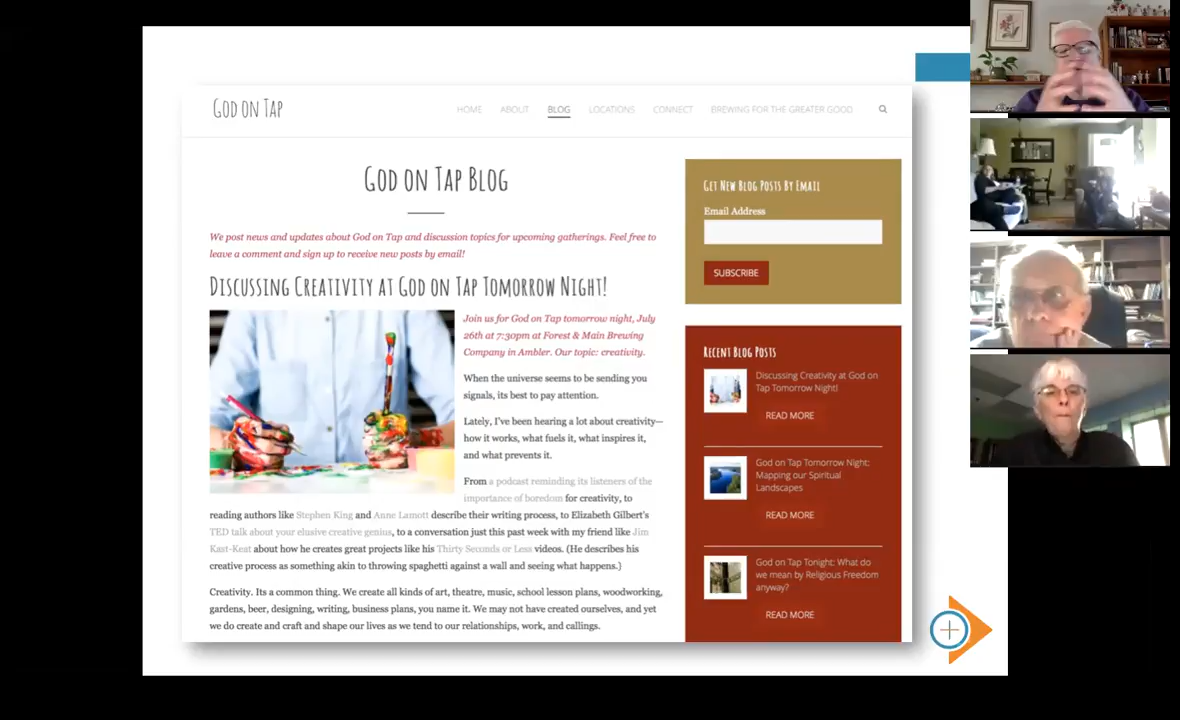 God on Tap
HOME ABOUT BLOG LOCATIONS CONNECT BREWING FOR THE GREATER GOOD
God on Tap Blog
We post news and updates about God on Tap and discussion topics for upcoming gatherings. Feel free to
leave a comment and sign up to receive new posts by email!
Discussing Creativity at God on Tap Tomorrow Night!
Join us for God on Tap tomorrow night, July
26th at 7:30pm at Forest & Main Brewing
Company in Ambler. Our topic: creativity.
When the universe seems to be sending you
signals, its best to pay attention.
Lately, I've been hearing a lot about creativity—
how it works, what fuels it, what inspires it,
and what prevents it.
From a podcast reminding its listeners of the
importance of boredom for creativity, to
reading authors like Stephen King and Anne Lamott describe their writing process, to Elizabeth Gilbert's
TED talk about your elusive creative genius, to a conversation just this past week with my friend like Jim
Kast-Keat about how he creates great projects like his Thirty Seconds or Less videos. (He describes his
creative process as something akin to throwing spaghetti against a wall and seeing what happens.)
Creativity. Its a common thing. We create all kinds of art, theatre, music, school lesson plans, woodworking,
gardens, beer, designing, writing, business plans, you name it. We may not have created ourselves, and yet
we do create and craft and shape our lives as we tend to our relationships, work, and callings.
Get New Blog Posts By Email
Email Address
SUBSCRIBE
Recent Blog Posts
Discussing Creativity at God on
Tap Tomorrow Night!
READ MORE
God on Tap Tomorrow Night:
Mapping our Spiritual
Landscapes
READ MORE
God on Tap Tonight: What do
we mean by Religious Freedom
anyway?
READ MORE